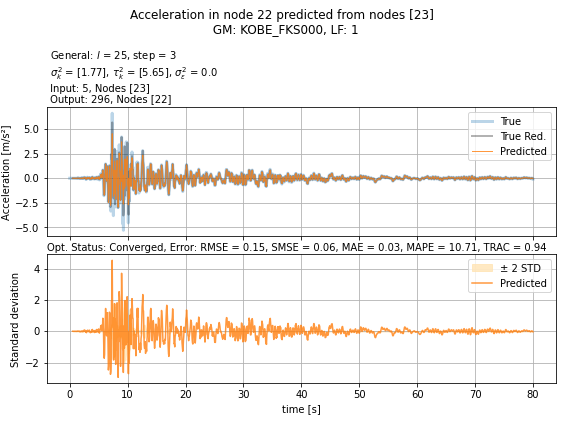 Acceleration in node 22 predicted from nodes [23]
GM: KOBE_FKS000, LF: 1
General: l = 25, step = 3
σ²ₖ = [1.77], τ²ₖ = [5.65], σ²ε = 0.0
Input: 5, Nodes [23]
Output: 296, Nodes [22]
Acceleration [m/s²]
5.0
2.5
0.0
−2.5
−5.0
True
True Red.
Predicted
Opt. Status: Converged, Error: RMSE = 0.15, SMSE = 0.06, MAE = 0.03, MAPE = 10.71, TRAC = 0.94
Standard deviation
4
2
0
−2
± 2 STD
Predicted
0 10 20 30 40 50 60 70 80
time [s]